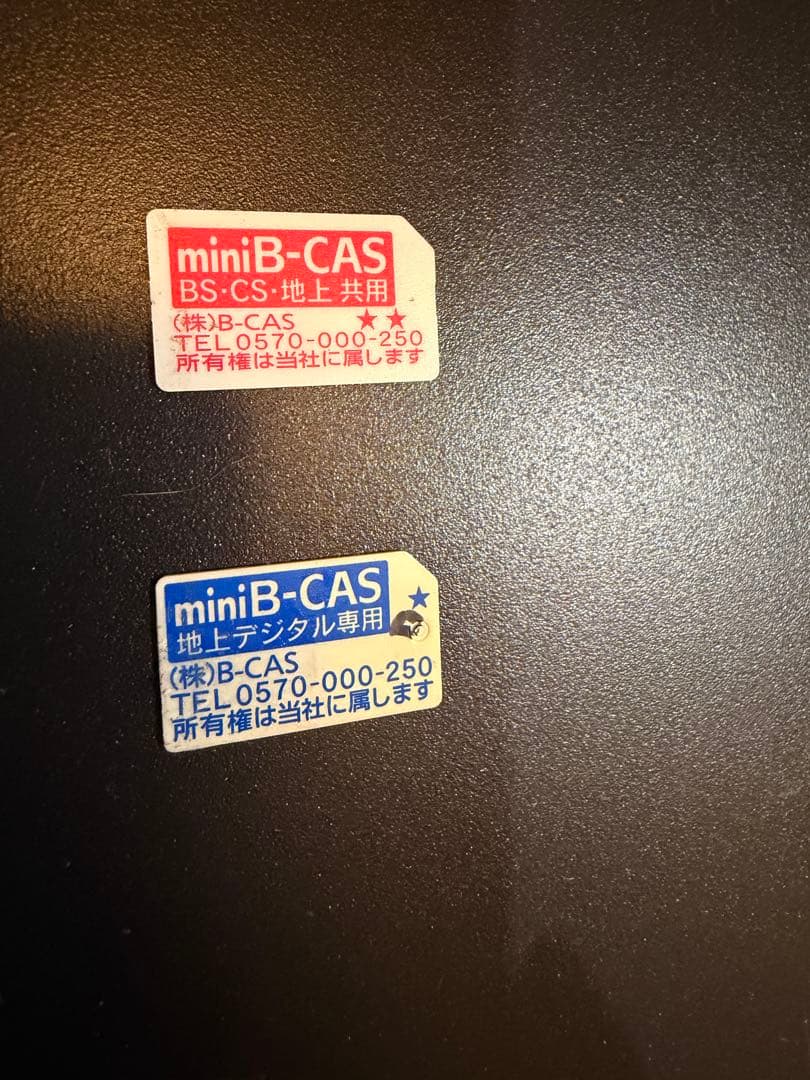 miniB-CAS
BS・CS・地上 共用
(株)B-CAS ★★
TEL 0570-000-250
所有権は当社に属します
miniB-CAS ★
地上デジタル専用
(株)B-CAS
TEL 0570-000-250
所有権は当社に属します